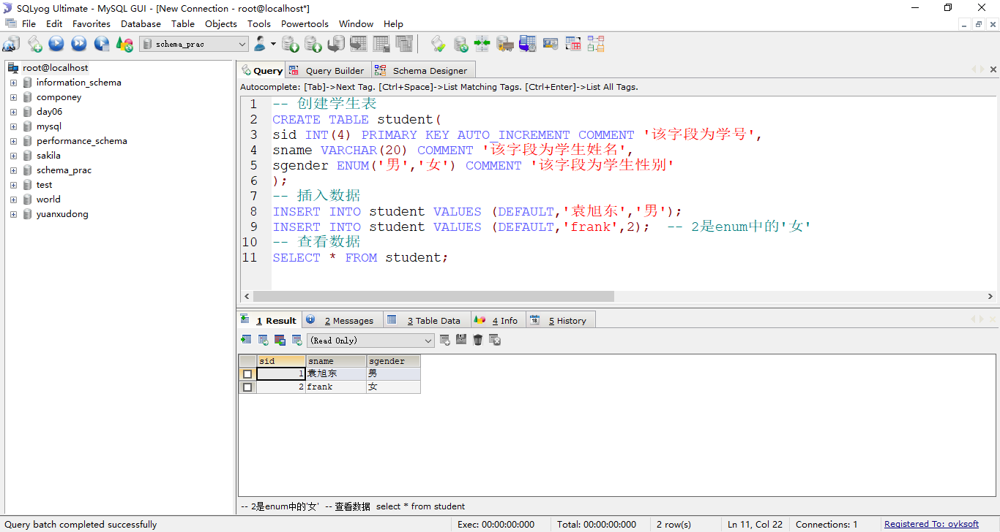 SQLyog Ultimate - MySQL GUI - [New Connection - root@localhost*]
File Edit Favorites Database Table Objects Tools Powertools Window Help
schema_prac
root@localhost
information_schema
componey
day06
mysql
performance_schema
sakila
schema_prac
test
world
yuanxudong
Query Query Builder Schema Designer
Autocomplete: [Tab]->Next Tag. [Ctrl+Space]->List Matching Tags. [Ctrl+Enter]->List All Tags.
1 -- 创建学生表
2 CREATE TABLE student(
3 sid INT(4) PRIMARY KEY AUTO_INCREMENT COMMENT '该字段为学号',
4 sname VARCHAR(20) COMMENT '该字段为学生姓名',
5 sgender ENUM('男','女') COMMENT '该字段为学生性别'
6 );
7 -- 插入数据
8 INSERT INTO student VALUES (DEFAULT,'袁旭东','男');
9 INSERT INTO student VALUES (DEFAULT,'frank',2);  -- 2是enum中的'女'
10 -- 查看数据
11 SELECT * FROM student;
1 Result 2 Messages 3 Table Data 4 Info 5 History
(Read Only)
sid sname sgender
1 袁旭东 男
2 frank 女
-- 2是enum中的'女' -- 查看数据 select * from student
Query batch completed successfully Exec: 00:00:00:000 Total: 00:00:00:000 2 row(s) Ln 11, Col 22 Connections: 1 Registered To: oyksoft